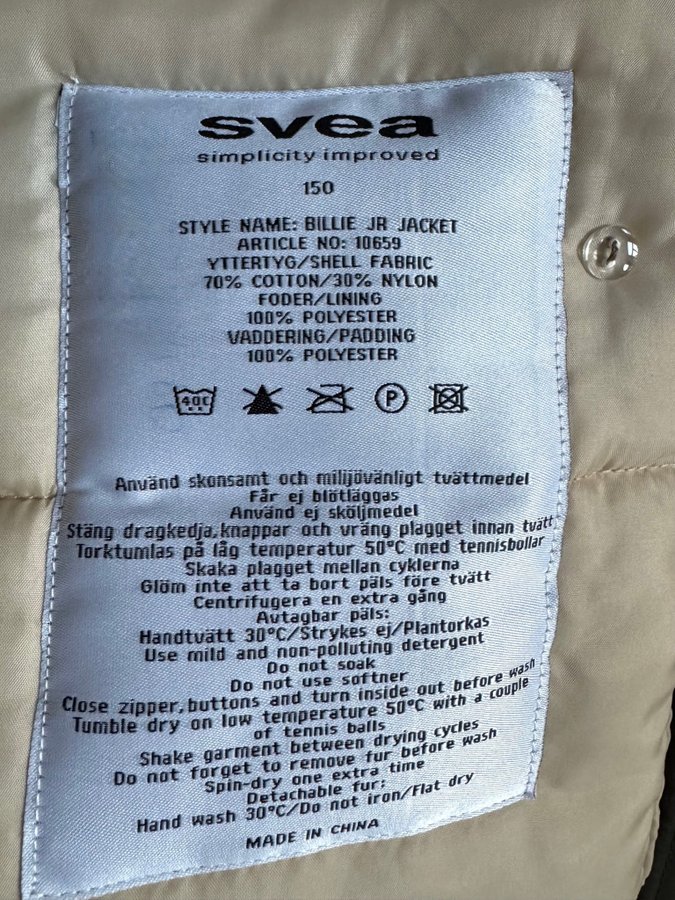 svea
simplicity improved
150
STYLE NAME: BILLIE JR JACKET
ARTICLE NO: 10659
YTTERTYG/SHELL FABRIC
70% COTTON/30% NYLON
FODER/LINING
100% POLYESTER
VADDERING/PADDING
100% POLYESTER
40C P
Använd skonsamt och milijövänligt tvättmedel
Får ej blötläggas
Använd ej sköljmedel
Stäng dragkedja,knappar och vräng plagget innan tvätt
Torktumlas på låg temperatur 50°C med tennisbollar
Skaka plagget mellan cyklerna
Glöm inte att ta bort päls före tvätt
Centrifugera en extra gång
Avtagbar päls:
Handtvätt 30°C/Strykes ej/Plantorkas
Use mild and non-polluting detergent
Do not soak
Do not use softner
Close zipper,buttons and turn inside out before wash
Tumble dry on low temperature 50°C with a couple
of tennis balls
Shake garment between drying cycles
Do not forget to remove fur before wash
Spin-dry one extra time
Detachable fur:
Hand wash 30°C/Do not iron/Flat dry
MADE IN CHINA